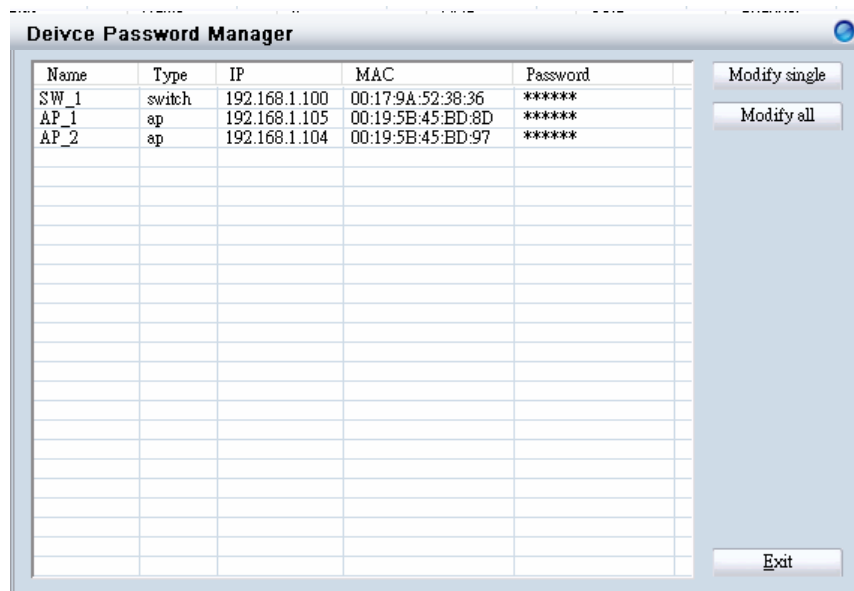 Deivce Password Manager
Name Type IP MAC Password
SW_1 switch 192.168.1.100 00:17:9A:52:38:36 ******
AP_1 ap 192.168.1.105 00:19:5B:45:BD:8D ******
AP_2 ap 192.168.1.104 00:19:5B:45:BD:97 ******
Modify single
Modify all
Exit